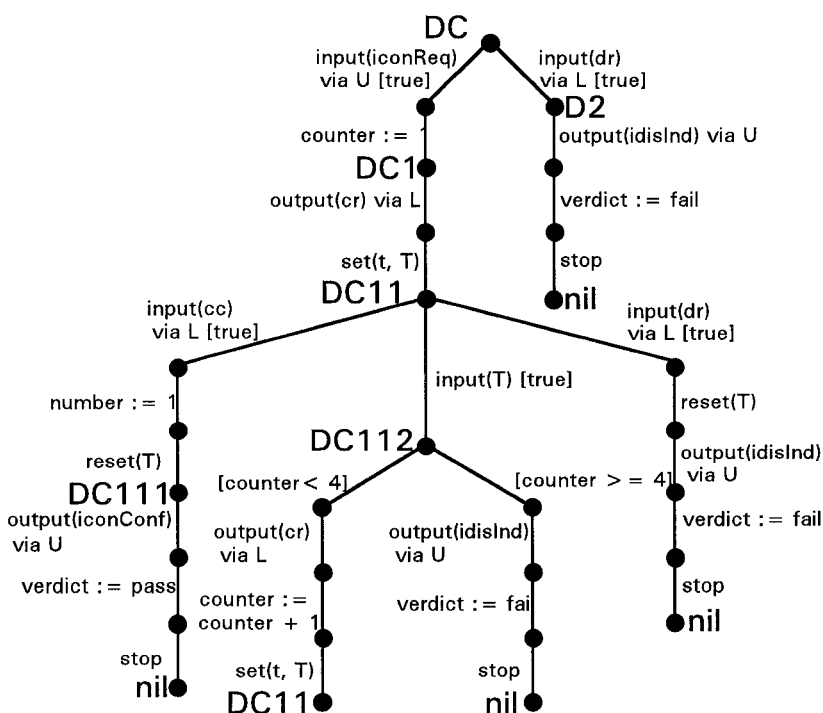 DC
input(iconReq)
via U [true]
input(dr)
via L [true]
D2
counter := 1
output(idisInd) via U
DC1
output(cr) via L
verdict := fail
set(t, T)
stop
DC11
nil
input(cc)
via L [true]
input(T) [true]
input(dr)
via L [true]
number := 1
reset(T)
reset(T)
DC112
output(idisInd)
via U
DC111
[counter< 4]
[counter >= 4]
output(iconConf)
via U
output(cr)
via L
output(idisInd)
via U
verdict := fail
verdict := pass
counter :=
counter + 1
verdict := fai
stop
nil
stop
nil
set(t, T)
DC11
stop
nil